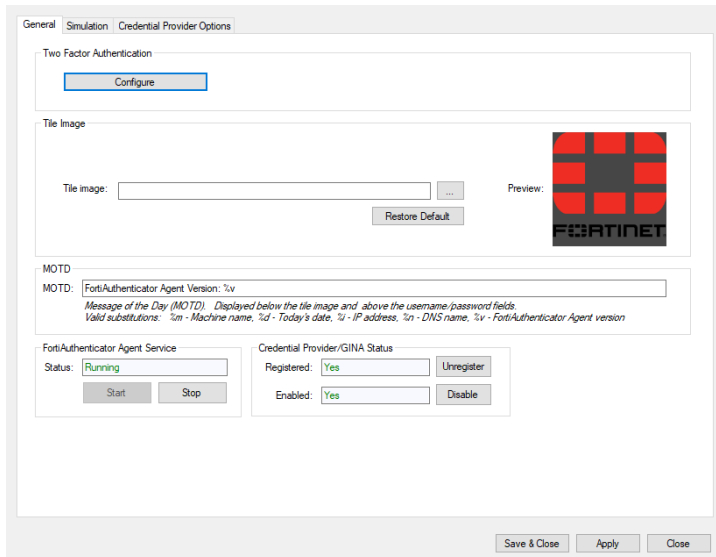 General Simulation Credential Provider Options
Two Factor Authentication
Configure
Tile Image
Tile image: ...
Preview:
FORTINET
Restore Default
MOTD
MOTD: FortiAuthenticator Agent Version: %v
Message of the Day (MOTD). Displayed below the tile image and above the username/password fields.
Valid substitutions: %m - Machine name, %d - Today's date, %i - IP address, %n - DNS name, %v - FortiAuthenticator Agent version
FortiAuthenticator Agent Service
Status: Running
Start Stop
Credential Provider/GINA Status
Registered: Yes Unregister
Enabled: Yes Disable
Save & Close Apply Close